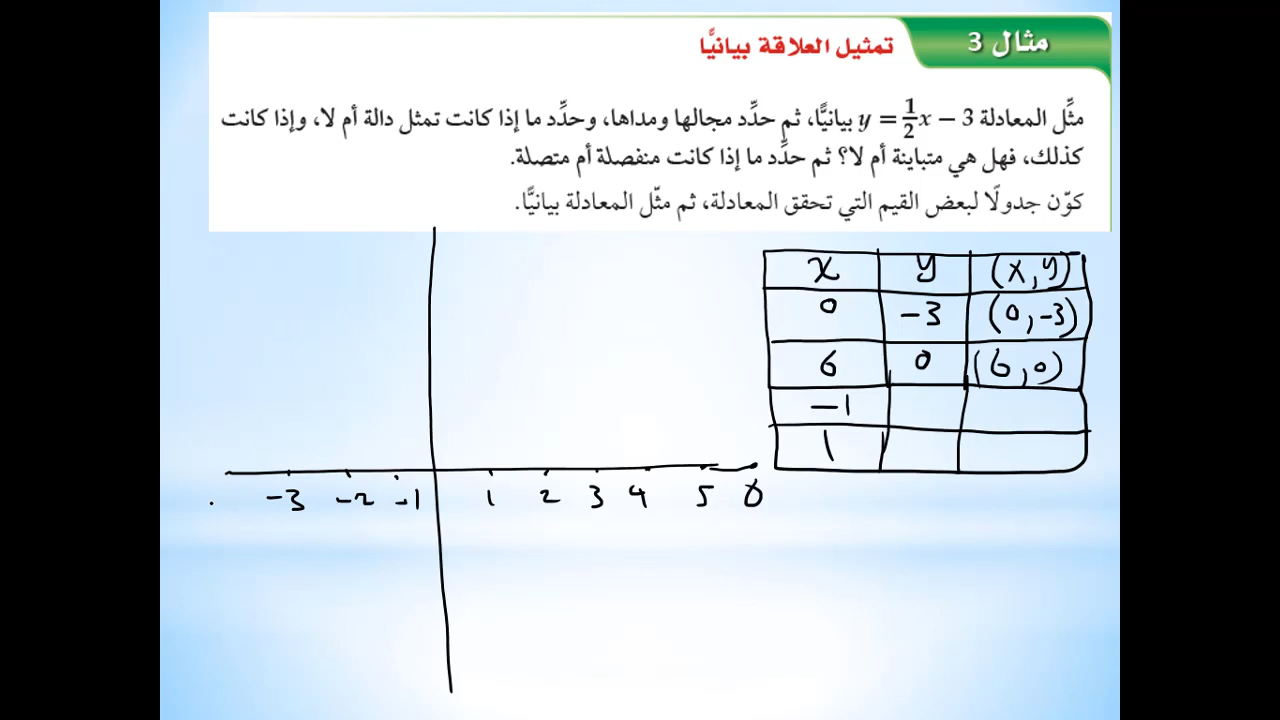 مثال 3
تمثيل العلاقة بيانيًّا
مثِّل المعادلة y = 1/2 x − 3 بيانيًّا، ثم حدِّد مجالها ومداها، وحدِّد ما إذا كانت تمثل دالة أم لا، وإذا كانت
كذلك، فهل هي متباينة أم لا؟ ثم حدِّد ما إذا كانت منفصلة أم متصلة.
كوّن جدولًا لبعض القيم التي تحقق المعادلة، ثم مثّل المعادلة بيانيًّا.
x y (x,y)
0 -3 (0,-3)
6 0 (6,0)
-1
1
-3 -2 -1 1 2 3 4 5 6